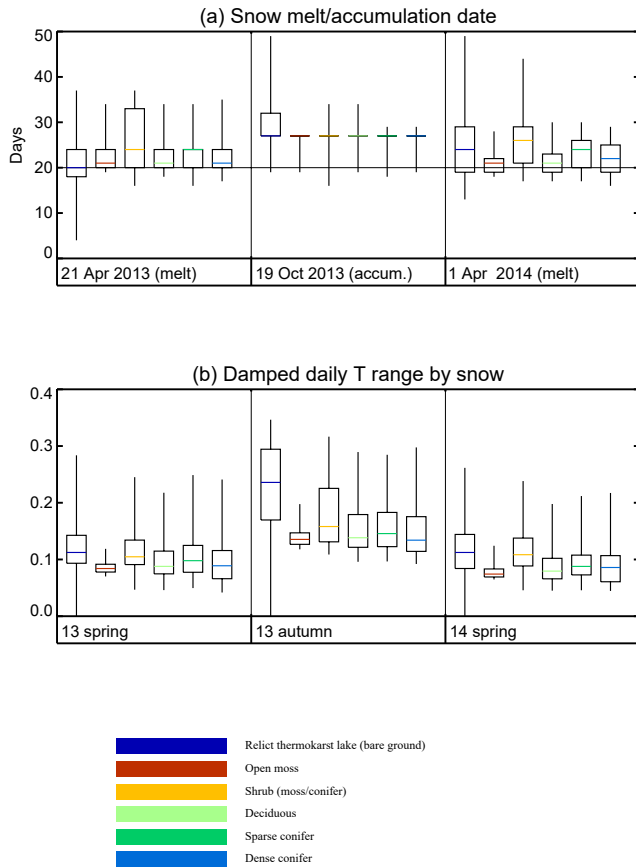 (a) Snow melt/accumulation date
50
40
30
20
10
0
Days
21 Apr 2013 (melt)
19 Oct 2013 (accum.)
1 Apr  2014 (melt)
(b) Damped daily T range by snow
0.4
0.3
0.2
0.1
0.0
13 spring
13 autumn
14 spring
Relict thermokarst lake (bare ground)
Open moss
Shrub (moss/conifer)
Deciduous
Sparse conifer
Dense conifer